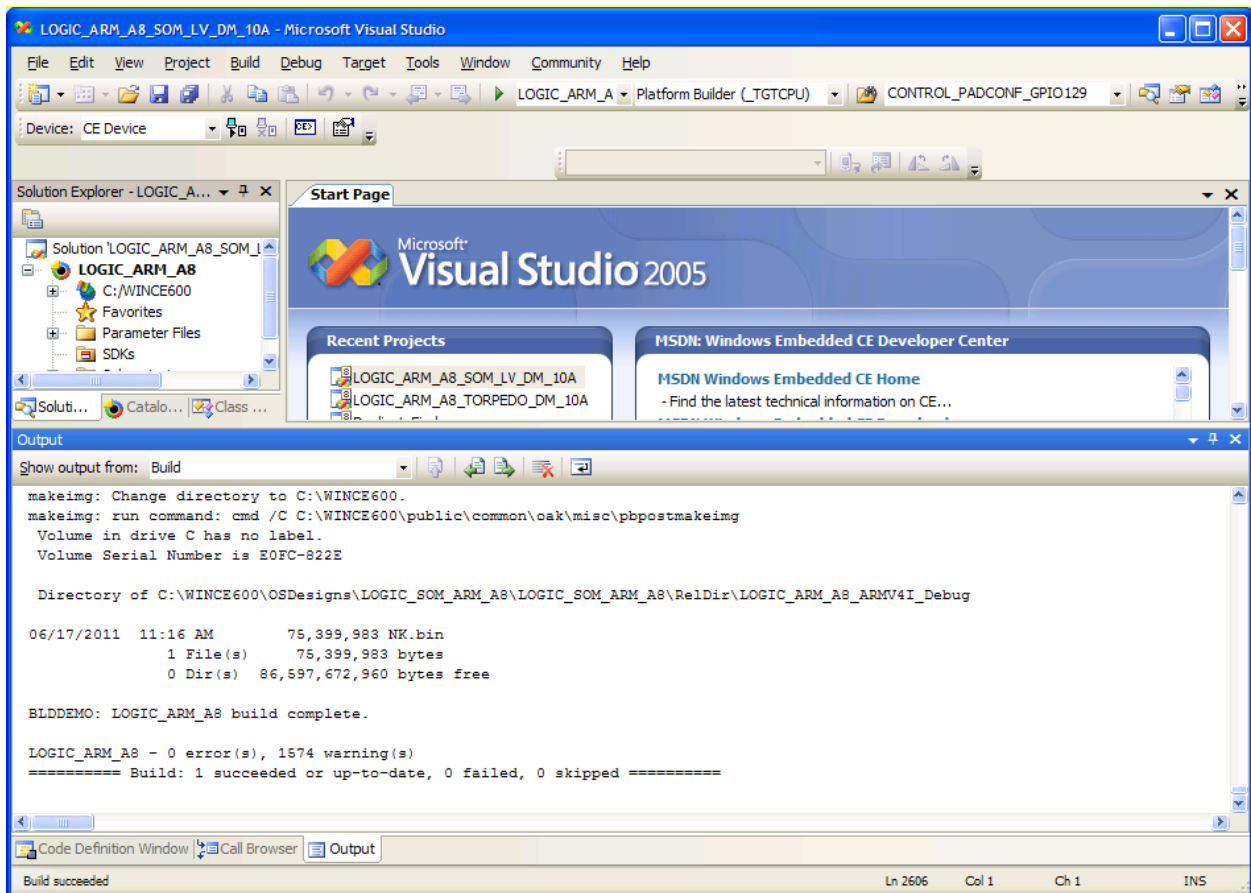 LOGIC_ARM_A8_SOM_LV_DM_10A - Microsoft Visual Studio
File Edit View Project Build Debug Target Tools Window Community Help
LOGIC_ARM_A Platform Builder (_TGTCPU) CONTROL_PADCONF_GPIO129
Device: CE Device
Solution Explorer - LOGIC_A...
Start Page
Solution 'LOGIC_ARM_A8_SOM_L
LOGIC_ARM_A8
C:/WINCE600
Favorites
Parameter Files
SDKs
Soluti... Catalo... Class ...
Microsoft
Visual Studio 2005
Recent Projects
LOGIC_ARM_A8_SOM_LV_DM_10A
LOGIC_ARM_A8_TORPEDO_DM_10A
MSDN: Windows Embedded CE Developer Center
MSDN Windows Embedded CE Home
- Find the latest technical information on CE...
Output
Show output from: Build
makeimg: Change directory to C:\WINCE600.
makeimg: run command: cmd /C C:\WINCE600\public\common\oak\misc\pbpostmakeimg
Volume in drive C has no label.
Volume Serial Number is E0FC-822E
Directory of C:\WINCE600\OSDesigns\LOGIC_SOM_ARM_A8\LOGIC_SOM_ARM_A8\RelDir\LOGIC_ARM_A8_ARMV4I_Debug
06/17/2011 11:16 AM 75,399,983 NK.bin
1 File(s) 75,399,983 bytes
0 Dir(s) 86,597,672,960 bytes free
BLDDEMO: LOGIC_ARM_A8 build complete.
LOGIC_ARM_A8 - 0 error(s), 1574 warning(s)
========== Build: 1 succeeded or up-to-date, 0 failed, 0 skipped ==========
Code Definition Window Call Browser Output
Build succeeded Ln 2606 Col 1 Ch 1 INS